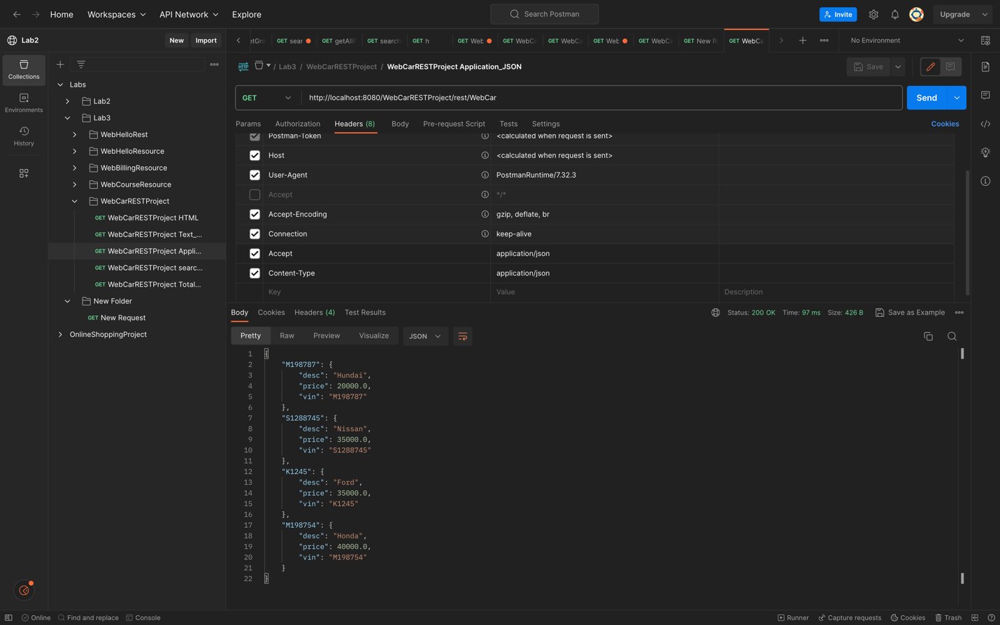 Home Workspaces API Network Explore Search Postman Invite Upgrade
Lab2 New Import
GET sear GET getAllP GET search GET h GET Wet GET WebCa GET WebCa GET Web GET WebCa GET New R GET WebCa No Environment
Collections
Environments
History
Labs
Lab2
Lab3
WebHelloRest
WebHelloResource
WebBillingResource
WebCourseResource
WebCarRESTProject
GET WebCarRESTProject HTML
GET WebCarRESTProject Text_...
GET WebCarRESTProject Appli...
GET WebCarRESTProject searc...
GET WebCarRESTProject Total...
New Folder
GET New Request
OnlineShoppingProject
HTTP / Lab3 / WebCarRESTProject / WebCarRESTProject Application_JSON Save
GET http://localhost:8080/WebCarRESTProject/rest/WebCar Send
Params Authorization Headers (8) Body Pre-request Script Tests Settings Cookies
Postman-Token <calculated when request is sent>
Host <calculated when request is sent>
User-Agent PostmanRuntime/7.32.3
Accept */*
Accept-Encoding gzip, deflate, br
Connection keep-alive
Accept application/json
Content-Type application/json
Key Value Description
Body Cookies Headers (4) Test Results Status: 200 OK Time: 97 ms Size: 426 B Save as Example
Pretty Raw Preview Visualize JSON
1 {
2 "M198787": {
3 "desc": "Hundai",
4 "price": 20000.0,
5 "vin": "M198787"
6 },
7 "S1288745": {
8 "desc": "Nissan",
9 "price": 35000.0,
10 "vin": "S1288745"
11 },
12 "K1245": {
13 "desc": "Ford",
14 "price": 35000.0,
15 "vin": "K1245"
16 },
17 "M198754": {
18 "desc": "Honda",
19 "price": 40000.0,
20 "vin": "M198754"
21 }
22 }
Online Find and replace Console Runner Capture requests Cookies Trash